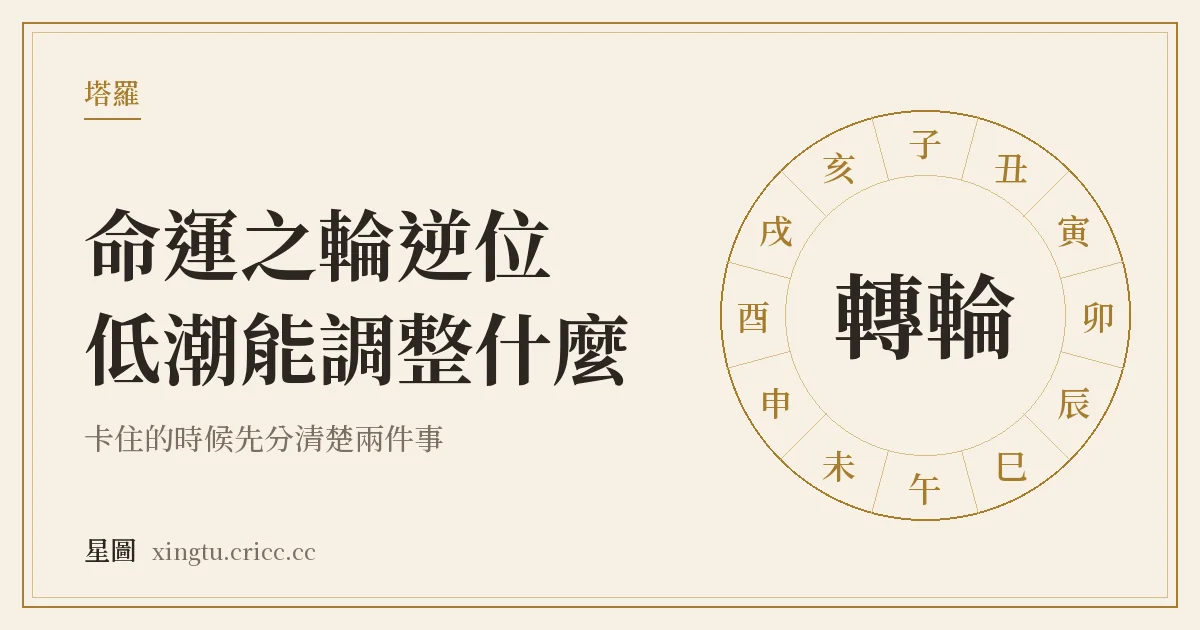 塔羅
命運之輪逆位
低潮能調整什麼
卡住的時候先分清楚兩件事
星圖 xingtu.cricc.cc
子
丑
寅
卯
辰
巳
午
未
申
酉
戌
亥
轉輪